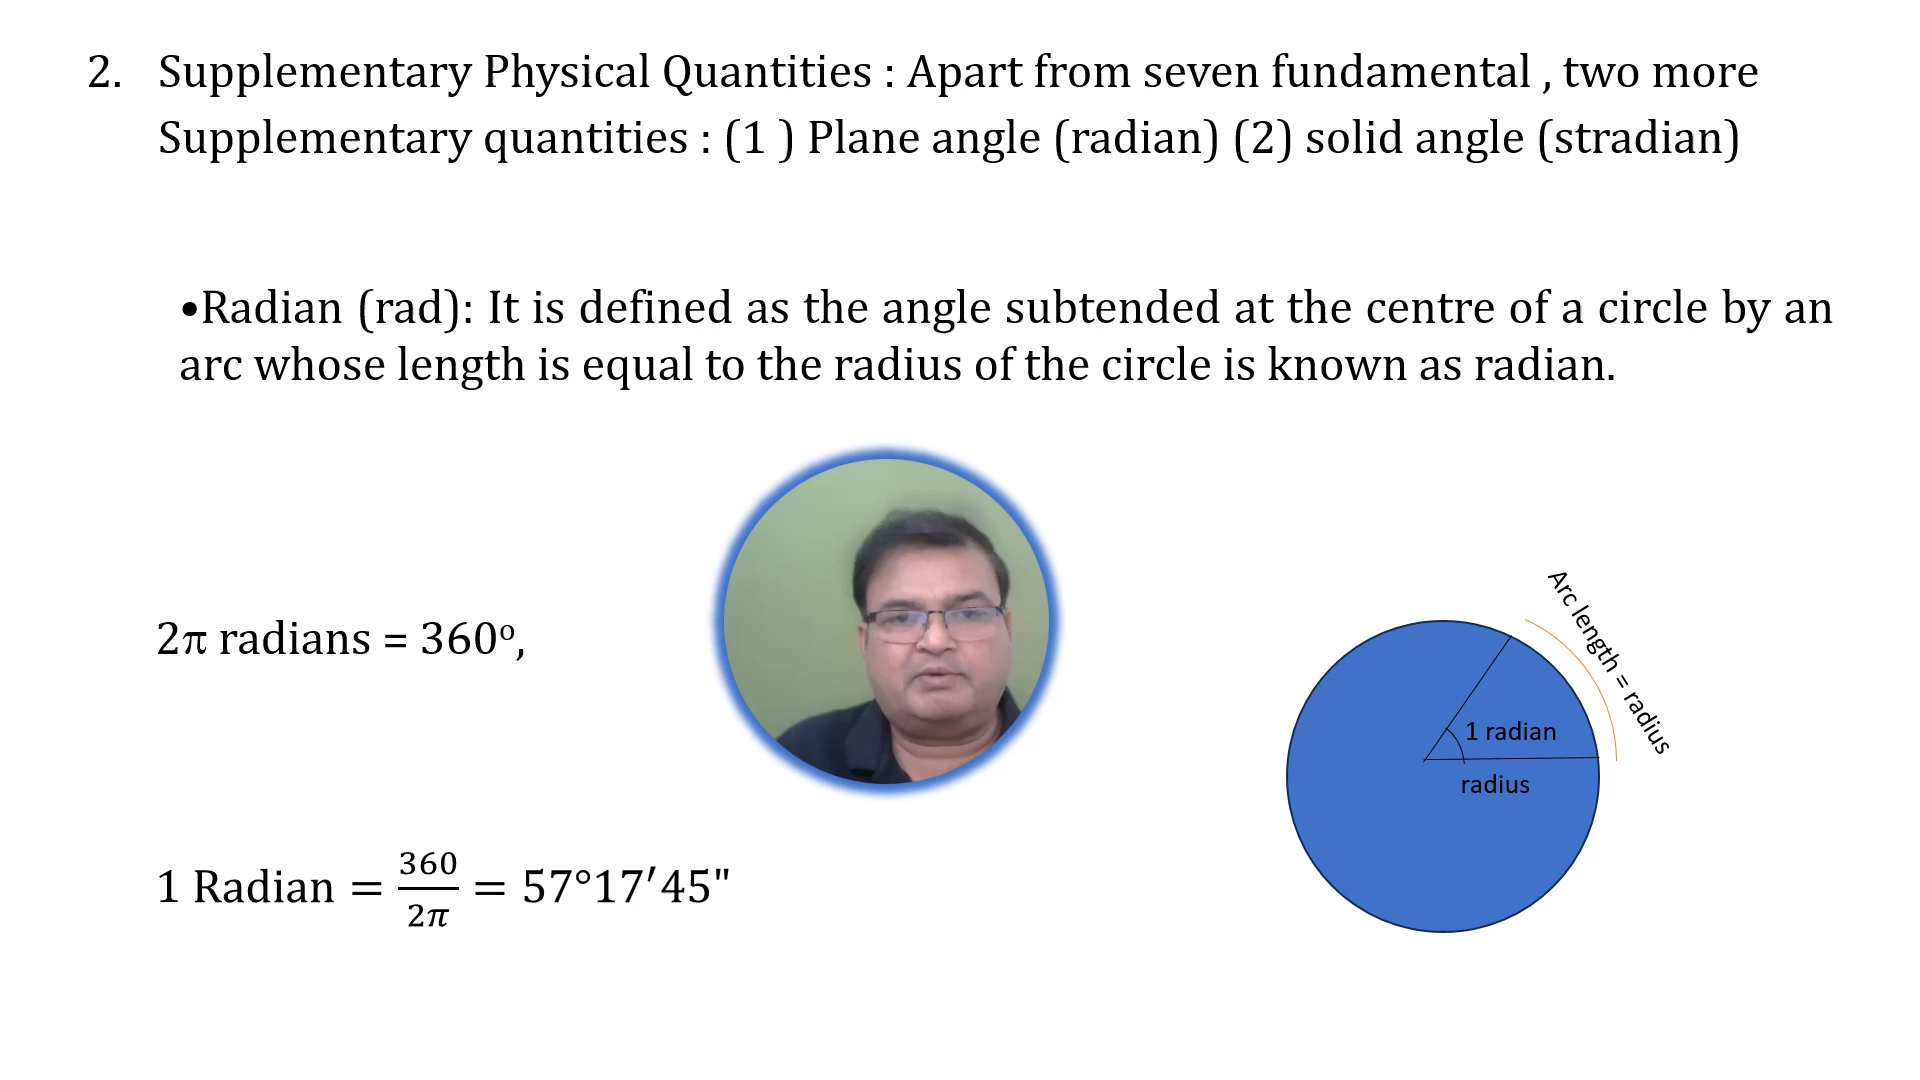 2. Supplementary Physical Quantities : Apart from seven fundamental , two more
Supplementary quantities : (1 ) Plane angle (radian) (2) solid angle (stradian)
•Radian (rad): It is defined as the angle subtended at the centre of a circle by an
arc whose length is equal to the radius of the circle is known as radian.
2π radians = 360º,
1 Radian = 360/2π = 57°17′45"
Arc length = radius
1 radian
radius